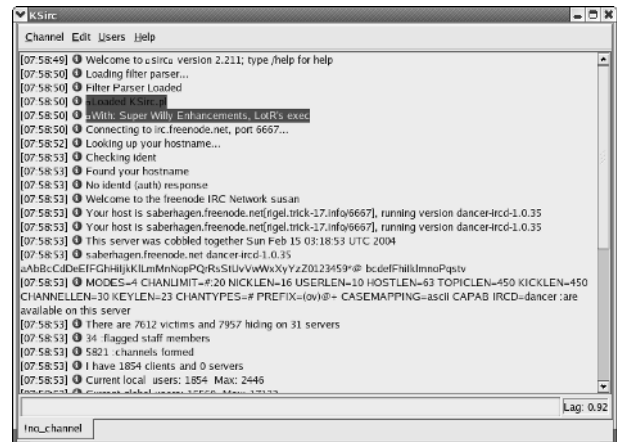 KSirc
Channel Edit Users Help
[07:58:49] Welcome to sirc version 2.211; type /help for help
[07:58:50] Loading filter parser...
[07:58:50] Filter Parser Loaded
[07:58:50] Loaded KSirc.pl
[07:58:50] With: Super Willy Enhancements, LotR's exec
[07:58:50] Connecting to irc.freenode.net, port 6667...
[07:58:52] Looking up your hostname...
[07:58:53] Checking Ident
[07:58:53] Found your hostname
[07:58:53] No identd (auth) response
[07:58:53] Welcome to the freenode IRC Network susan
[07:58:53] Your host is saberhagen.freenode.net[rigel.trick-17.info/6667], running version dancer-ircd-1.0.35
[07:58:53] Your host is saberhagen.freenode.net[rigel.trick-17.info/6667], running version dancer-ircd-1.0.35
[07:58:53] This server was cobbled together Sun Feb 15 03:18:53 UTC 2004
[07:58:53] saberhagen.freenode.net dancer-ircd-1.0.35
[07:58:53] MODES=4 CHANLIMIT=#:20 NICKLEN=16 USERLEN=10 HOSTLEN=63 TOPICLEN=450 KICKLEN=450
CHANNELLEN=30 KEYLEN=23 CHANTYPES=# PREFIX=(ov)@+ CASEMAPPING=ascii CAPAB IRCD=dancer :are
available on this server
[07:58:53] There are 7612 victims and 7957 hiding on 31 servers
[07:58:53] 34 :flagged staff members
[07:58:53] 5821 :channels formed
[07:58:53] I have 1854 clients and 0 servers
[07:58:53] Current local users: 1854 Max: 2446
Lag: 0.92
!no_channel